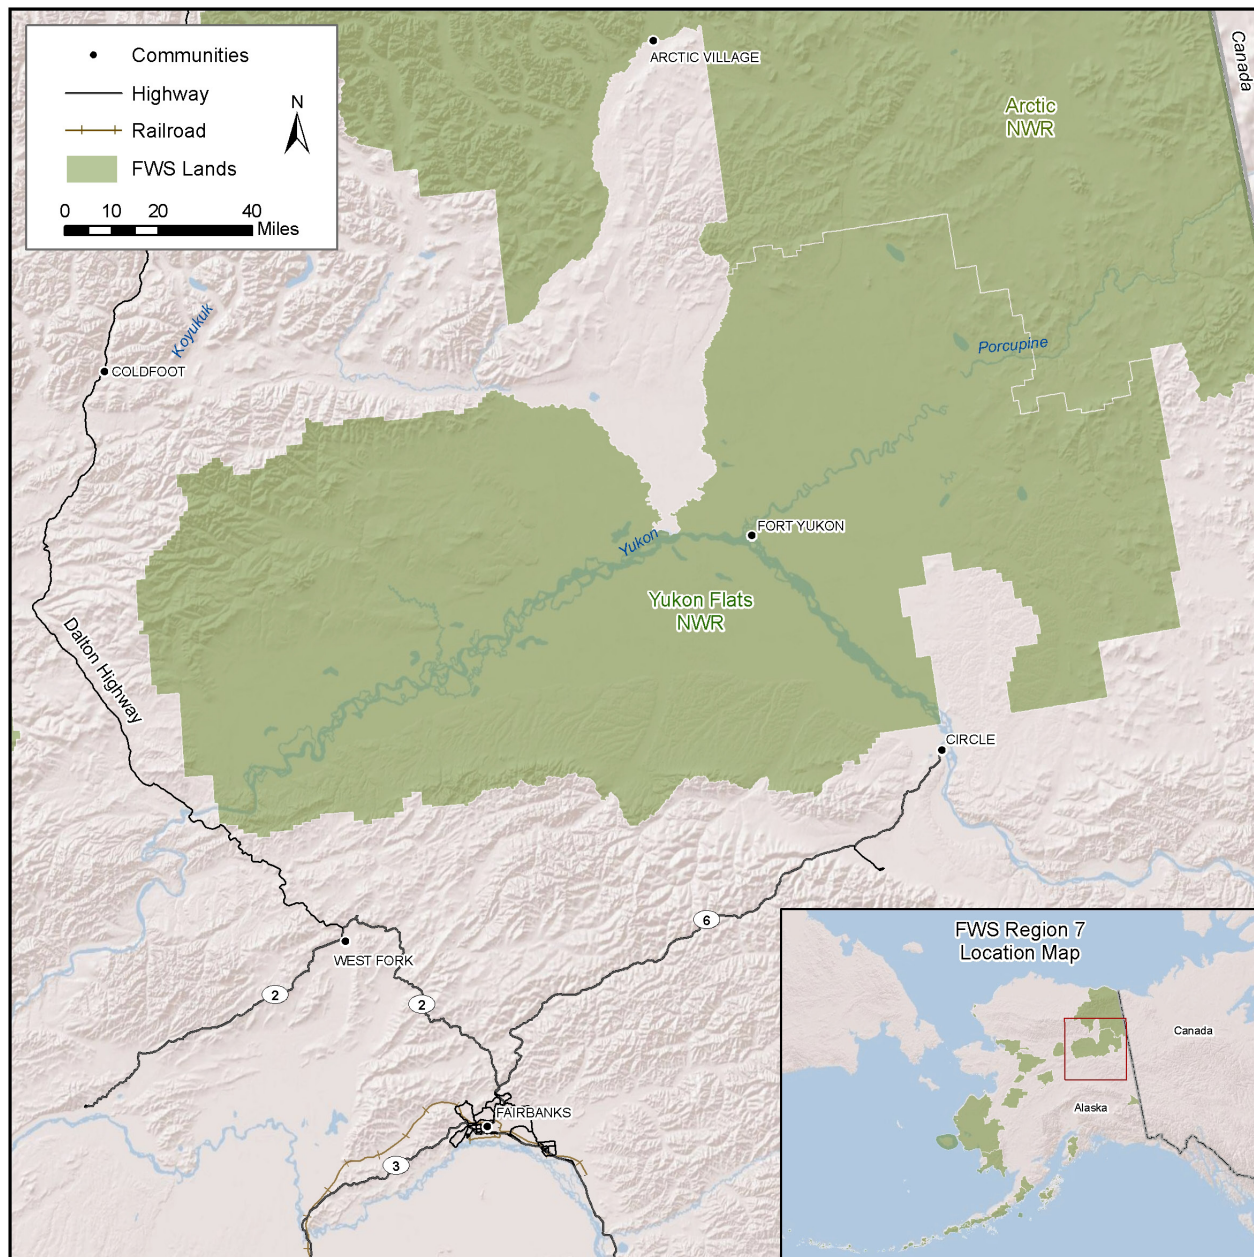 Communities
Highway
Railroad
FWS Lands
N
0 10 20 40
Miles
ARCTIC VILLAGE
Canada
Arctic
NWR
Koyukuk
COLDFOOT
Porcupine
Yukon
FORT YUKON
Yukon Flats
NWR
Dalton Highway
CIRCLE
6
WEST FORK
2
2
FAIRBANKS
3
FWS Region 7
Location Map
Canada
Alaska